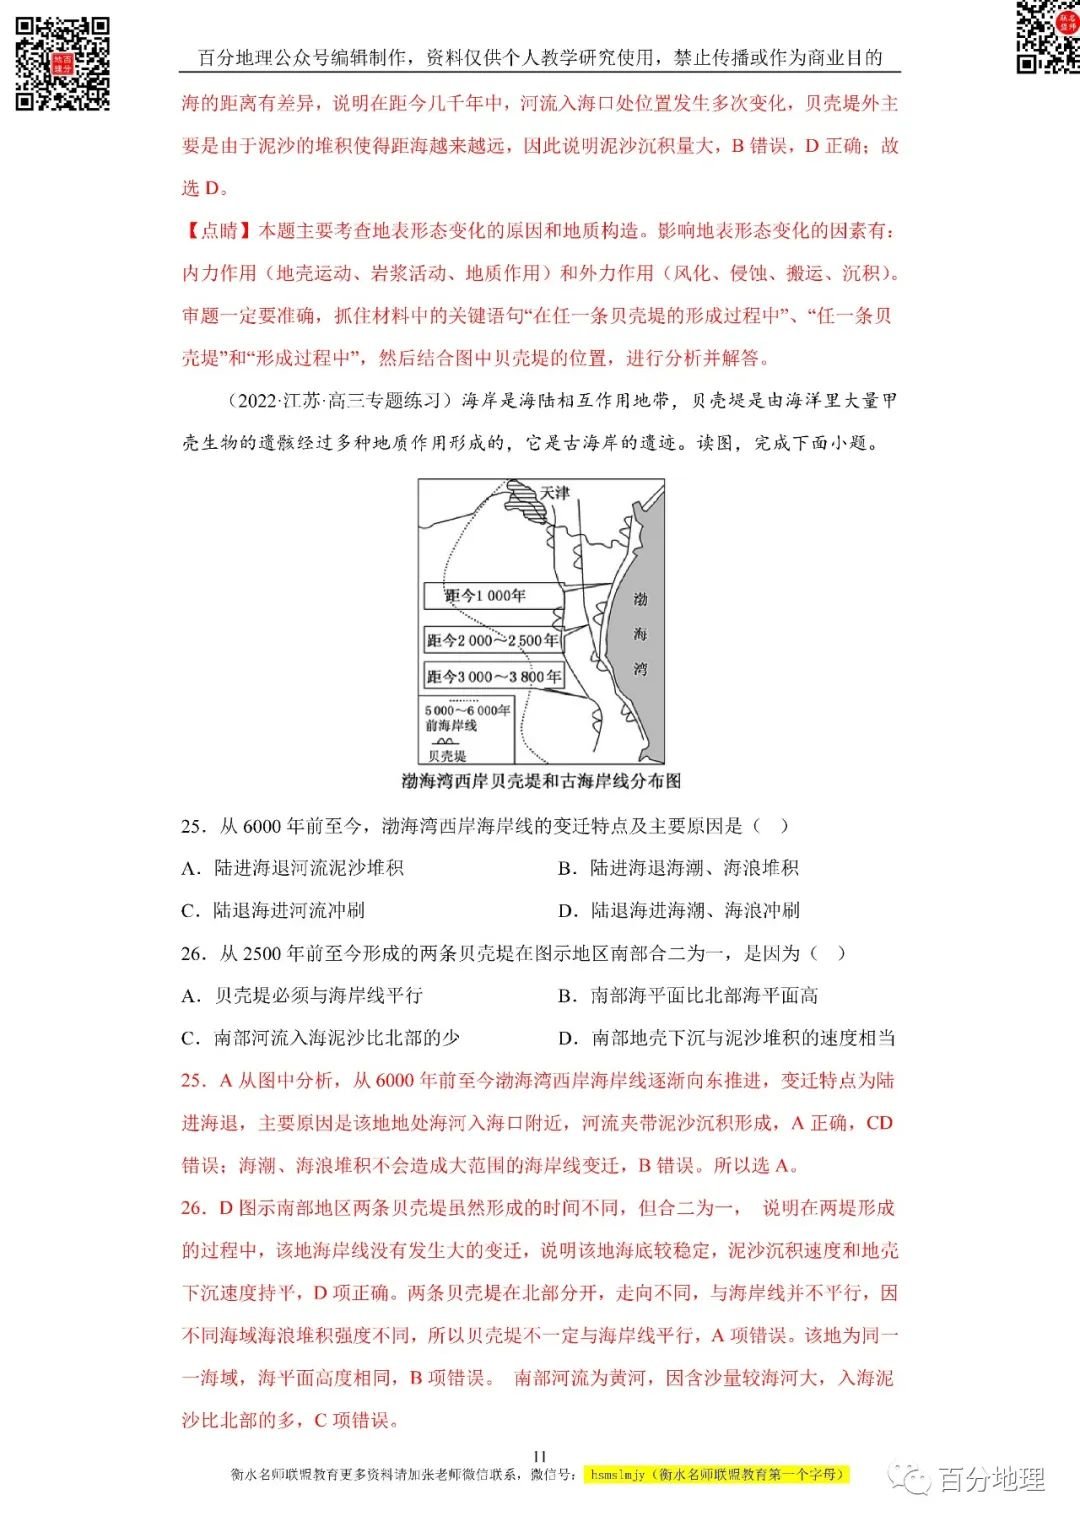 百分地理公众号编辑制作，资料仅供个人教学研究使用，禁止传播或作为商业目的
海的距离有差异，说明在距今几千年中，河流入海口处位置发生多次变化，贝壳堤外主
要是由于泥沙的堆积使得距海越来越远，因此说明泥沙沉积量大，B 错误，D 正确；故
选 D。
【点睛】本题主要考查地表形态变化的原因和地质构造。影响地表形态变化的因素有：
内力作用（地壳运动、岩浆活动、地质作用）和外力作用（风化、侵蚀、搬运、沉积）。
审题一定要准确，抓住材料中的关键语句“在任一条贝壳堤的形成过程中”、“任一条贝
壳堤”和“形成过程中”，然后结合图中贝壳堤的位置，进行分析并解答。
（2022·江苏·高三专题练习）海岸是海陆相互作用地带，贝壳堤是由海洋里大量甲
壳生物的遗骸经过多种地质作用形成的，它是古海岸的遗迹。读图，完成下面小题。
天津
距今1 000年
渤海湾
距今2 000～2 500年
距今3 000～3 800年
5 000～6 000年
前海岸线
贝壳堤
渤海湾西岸贝壳堤和古海岸线分布图
25．从 6000 年前至今，渤海湾西岸海岸线的变迁特点及主要原因是（ ）
A．陆进海退河流泥沙堆积 B．陆进海退海潮、海浪堆积
C．陆退海进河流冲刷 D．陆退海进海潮、海浪冲刷
26．从 2500 年前至今形成的两条贝壳堤在图示地区南部合二为一，是因为（ ）
A．贝壳堤必须与海岸线平行 B．南部海平面比北部海平面高
C．南部河流入海泥沙比北部的少 D．南部地壳下沉与泥沙堆积的速度相当
25．A 从图中分析，从 6000 年前至今渤海湾西岸海岸线逐渐向东推进，变迁特点为陆
进海退，主要原因是该地地处海河入海口附近，河流夹带泥沙沉积形成，A 正确，CD
错误；海潮、海浪堆积不会造成大范围的海岸线变迁，B 错误。所以选 A。
26．D 图示南部地区两条贝壳堤虽然形成的时间不同，但合二为一， 说明在两堤形成
的过程中，该地海岸线没有发生大的变迁，说明该地海底较稳定，泥沙沉积速度和地壳
下沉速度持平，D 项正确。两条贝壳堤在北部分开，走向不同，与海岸线并不平行，因
不同海域海浪堆积强度不同，所以贝壳堤不一定与海岸线平行，A 项错误。该地为同一
一海域，海平面高度相同，B 项错误。 南部河流为黄河，因含沙量较海河大，入海泥
沙比北部的多，C 项错误。
11
衡水名师联盟教育更多资料请加张老师微信联系，微信号： hsmslmjy（衡水名师联盟教育第一个字母）
百分地理